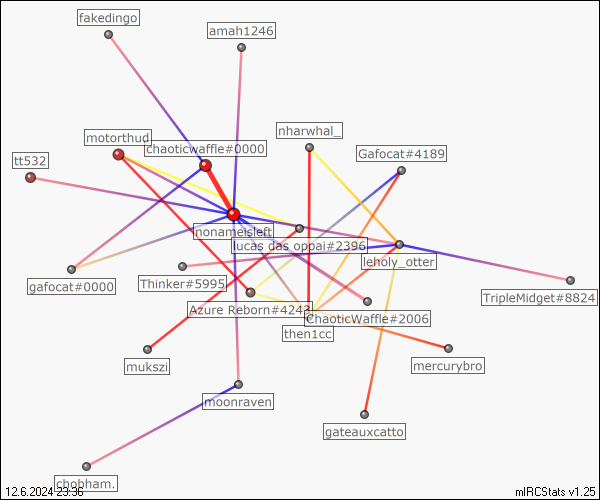 fakedingo
amah1246
nharwhal_
motorthud
chaoticwaffle#0000
Gafocat#4189
tt532
nonameisleft
lucas das oppai#2396
leholy_otter
gafocat#0000
Thinker#5995
TripleMidget#8824
Azure Reborn#4243
ChaoticWaffle#2006
then1cc
mukszi
mercurybro
moonraven
gateauxcatto
chobham.
12.6.2024 23:36
mIRCStats v1.25